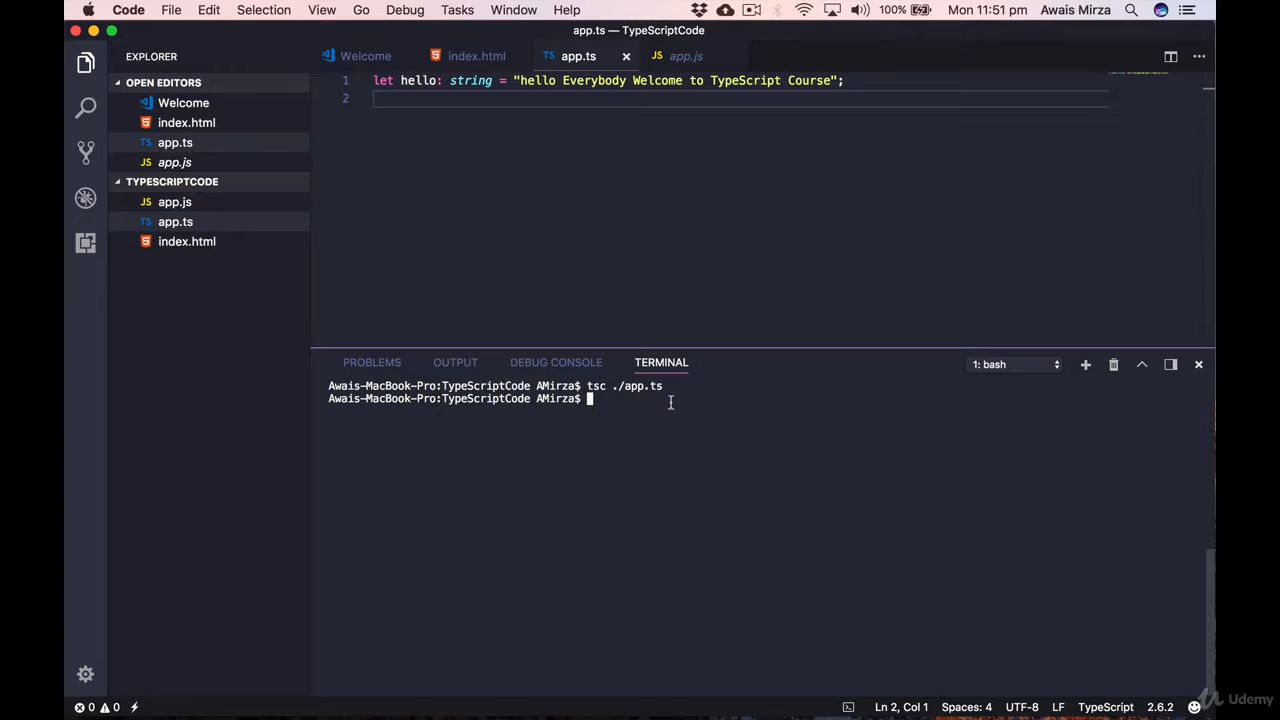 Code File Edit Selection View Go Debug Tasks Window Help 100% Mon 11:51 pm Awais Mirza
app.ts — TypeScriptCode
EXPLORER
Welcome index.html app.ts app.js
OPEN EDITORS
Welcome
index.html
TS app.ts
JS app.js
TYPESCRIPTCODE
JS app.js
TS app.ts
index.html
1 let hello: string = "hello Everybody Welcome to TypeScript Course";
2
PROBLEMS OUTPUT DEBUG CONSOLE TERMINAL 1: bash
Awais-MacBook-Pro:TypeScriptCode AMirza$ tsc ./app.ts
Awais-MacBook-Pro:TypeScriptCode AMirza$
0 0 Ln 2, Col 1 Spaces: 4 UTF-8 LF TypeScript 2.6.2
Udemy